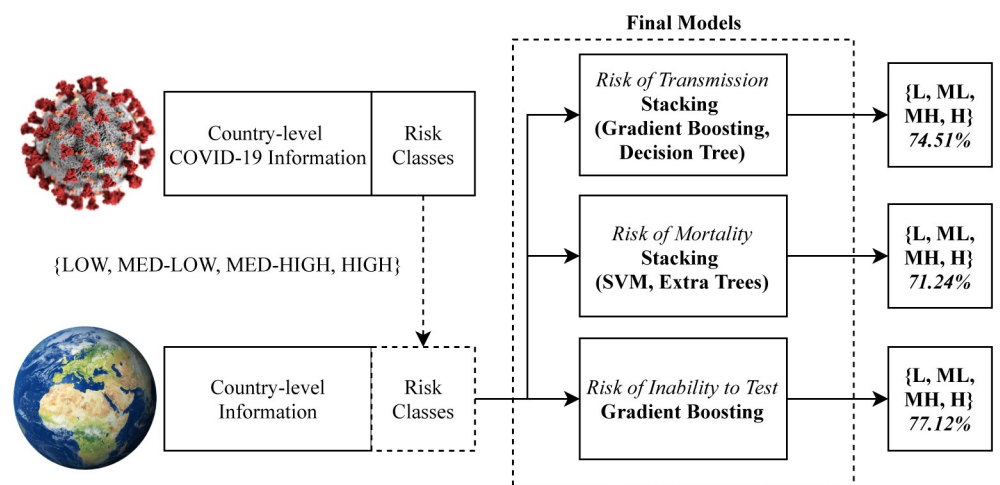 Final Models
Country-level
COVID-19 Information
Risk
Classes
{LOW, MED-LOW, MED-HIGH, HIGH}
Country-level
Information
Risk
Classes
Risk of Transmission
Stacking
(Gradient Boosting,
Decision Tree)
{L, ML,
MH, H}
74.51%
Risk of Mortality
Stacking
(SVM, Extra Trees)
{L, ML,
MH, H}
71.24%
Risk of Inability to Test
Gradient Boosting
{L, ML,
MH, H}
77.12%